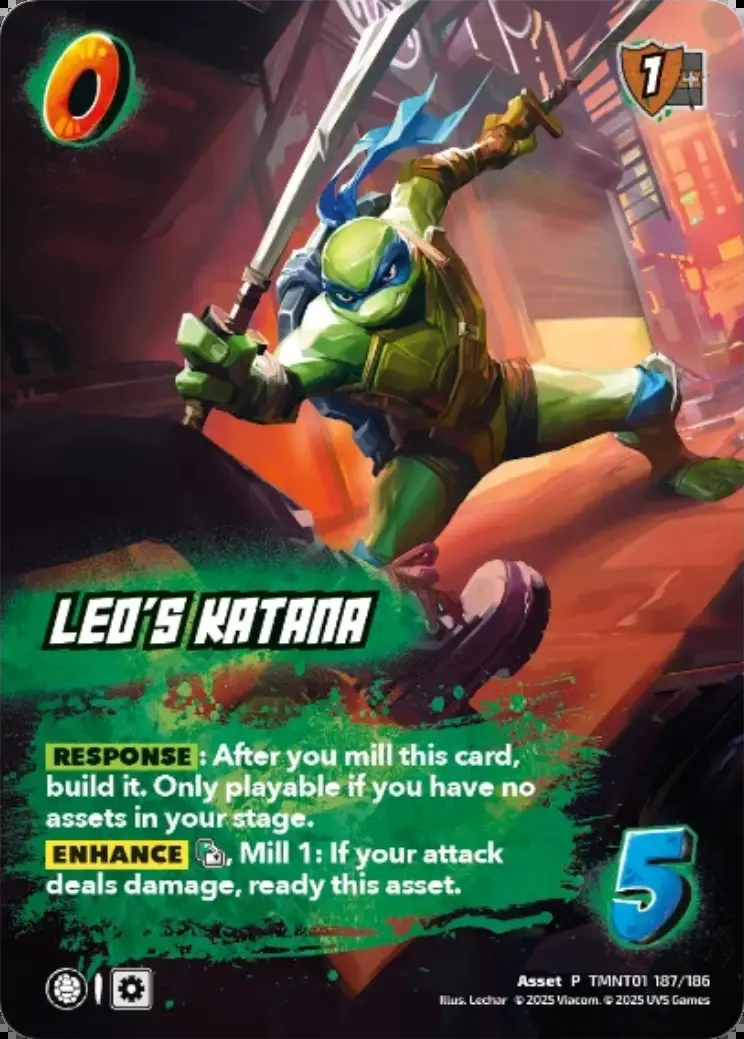 0
1
LEO'S KATANA
RESPONSE: After you mill this card,
build it. Only playable if you have no
assets in your stage.
ENHANCE , Mill 1: If your attack
deals damage, ready this asset.
5
Asset P TMNT01 187/186
Illus. Lechar © 2025 Viacom. © 2025 UVS Games